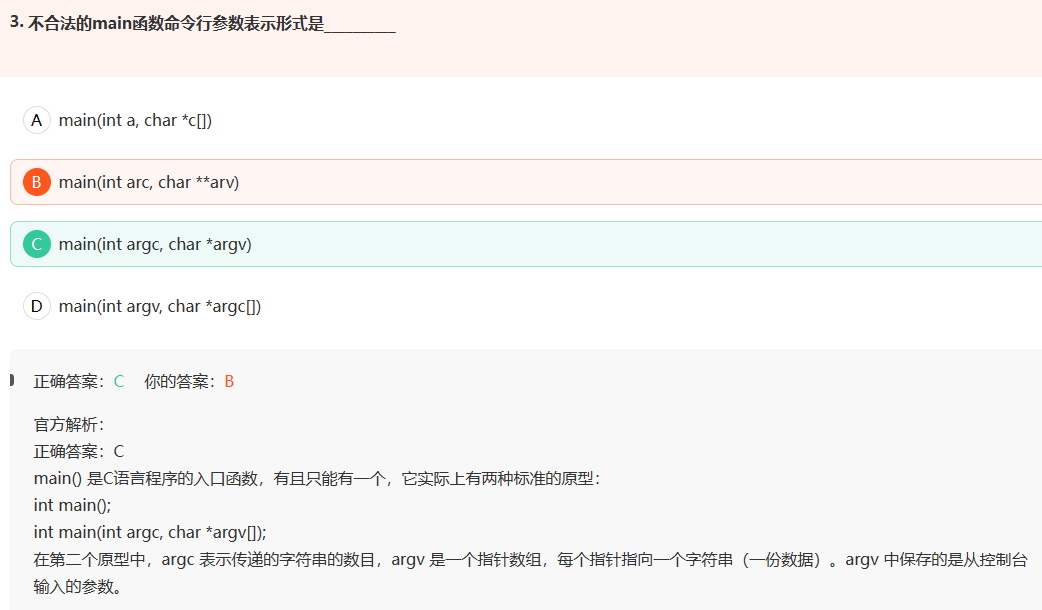 3. 不合法的main函数命令行参数表示形式是__________
A main(int a, char *c[])
B main(int arc, char **arv)
C main(int argc, char *argv)
D main(int argv, char *argc[])
正确答案：C 你的答案：B
官方解析：
正确答案：C
main() 是C语言程序的入口函数，有且只能有一个，它实际上有两种标准的原型：
int main();
int main(int argc, char *argv[]);
在第二个原型中，argc 表示传递的字符串的数目，argv 是一个指针数组，每个指针指向一个字符串（一份数据）。argv 中保存的是从控制台
输入的参数。